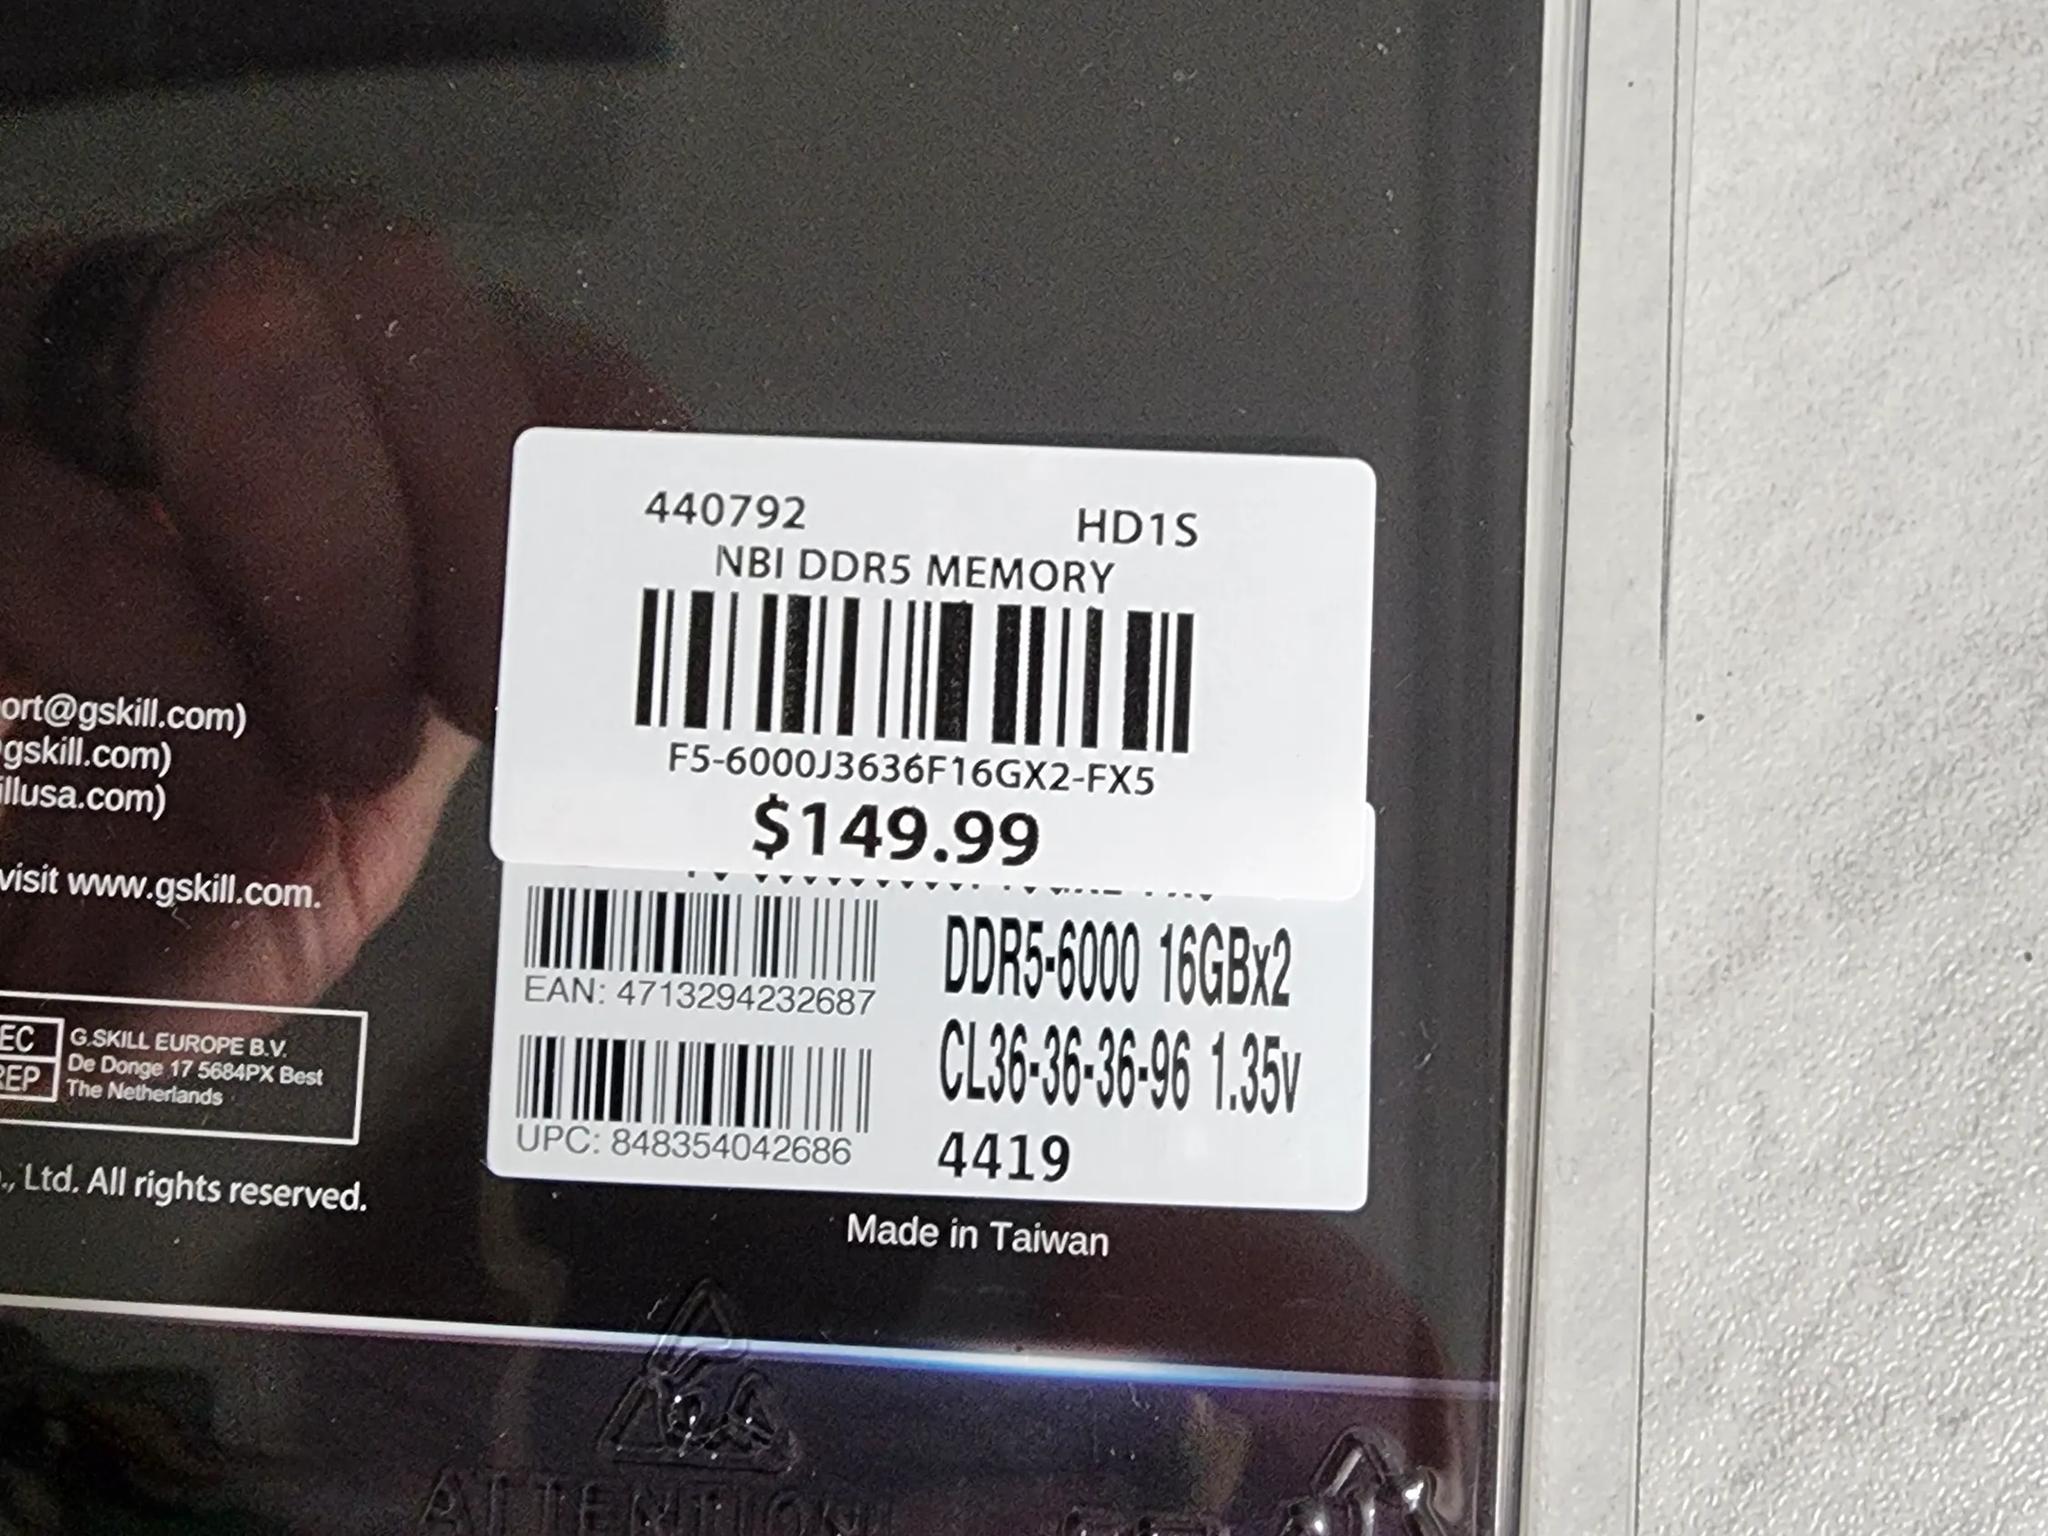 440792 HD1S
NBI DDR5 MEMORY
F5-6000J3636F16GX2-FX5
$149.99
DDR5-6000 16GBx2
EAN: 4713294232687
CL36-36-36-96 1.35v
UPC: 848354042686
4419
Made in Taiwan
ort@gskill.com)
gskill.com)
illusa.com)
visit www.gskill.com.
EC
REP
G.SKILL EUROPE B.V.
De Donge 17 5684PX Best
The Netherlands
., Ltd. All rights reserved.
ATTENTION